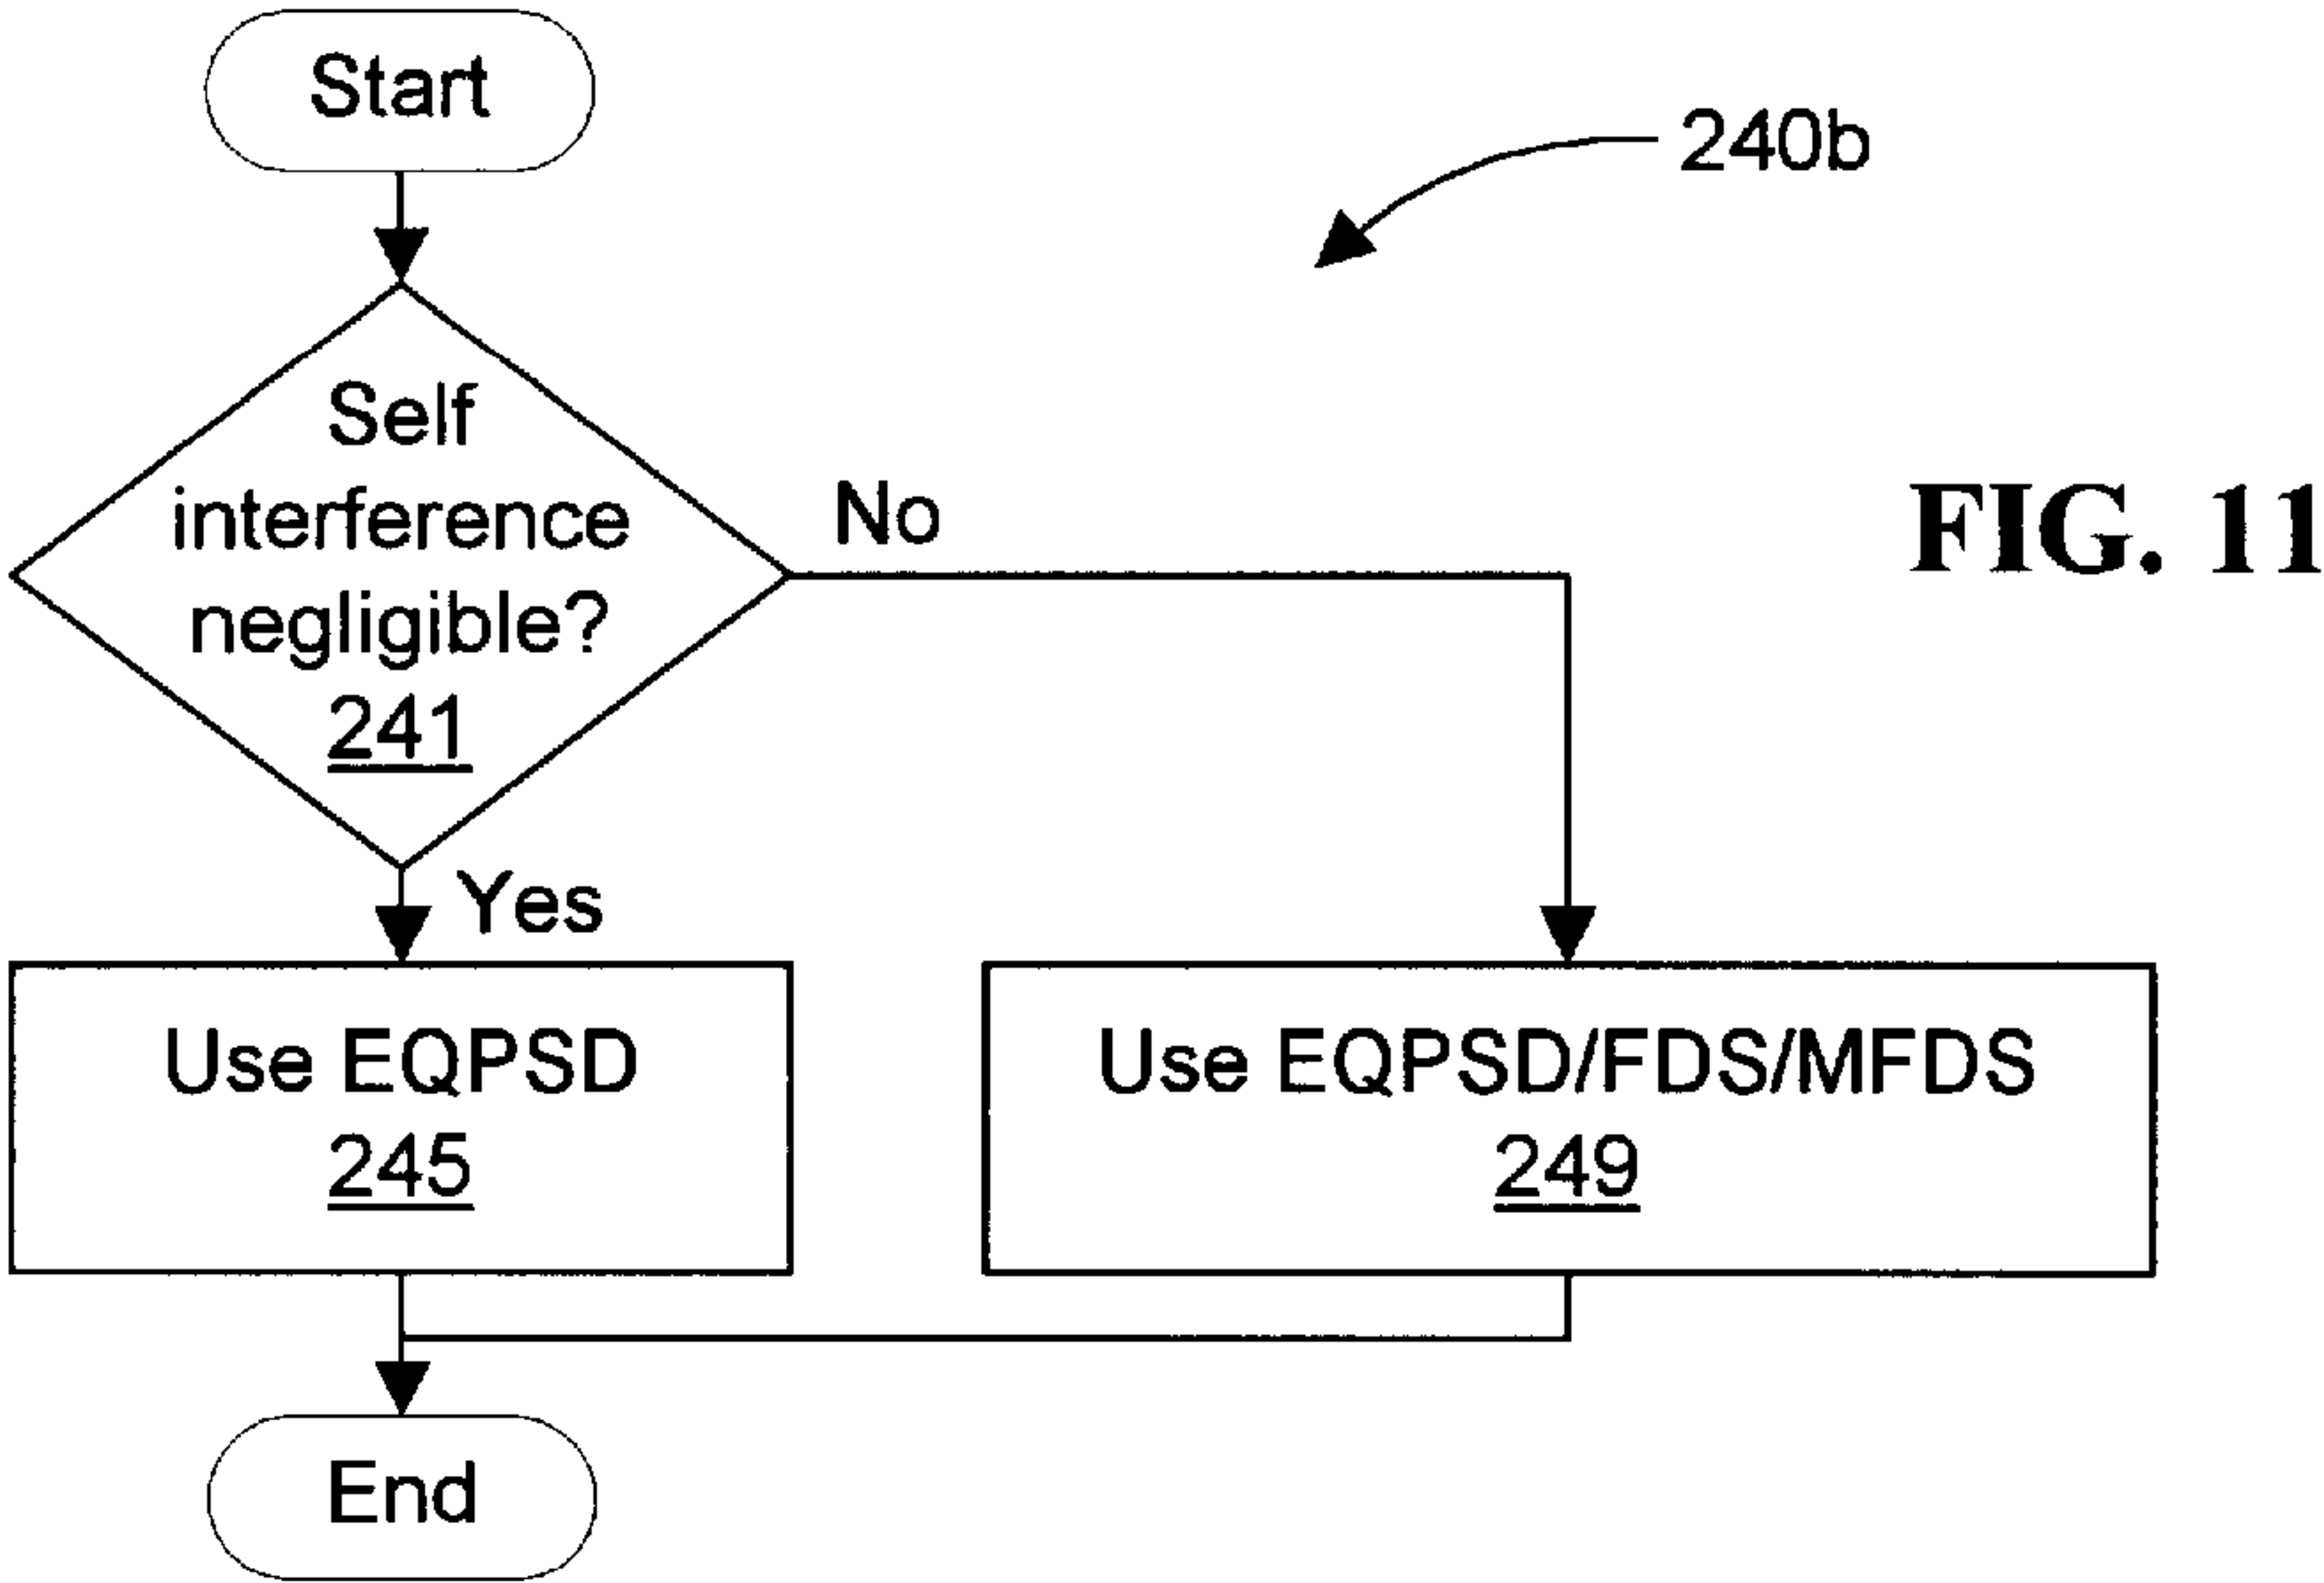 Start
240b
Self
interference
negligible?
241
No
FIG. 11
Yes
Use EQPSD
245
Use EQPSD/FDS/MFDS
249
End